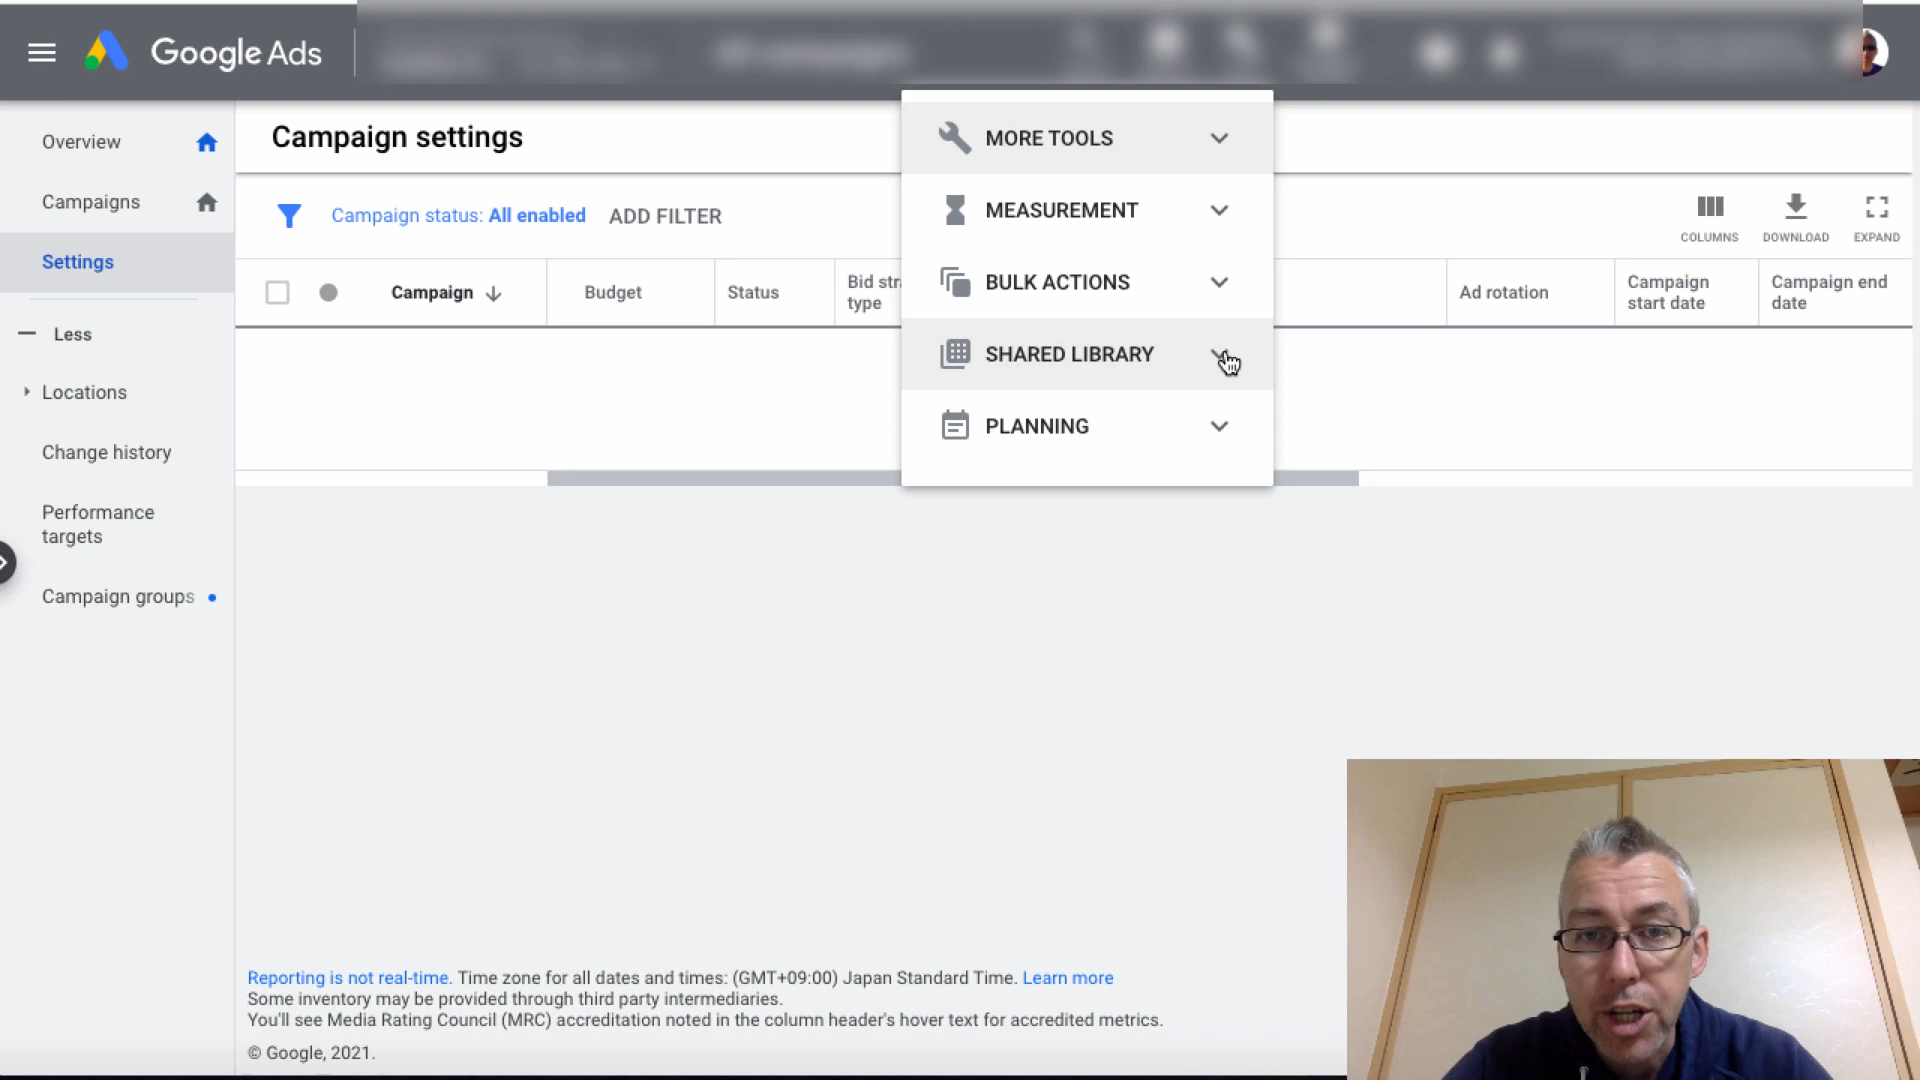 Google Ads
Overview
Campaigns
Settings
Less
Locations
Change history
Performance
targets
Campaign groups
Campaign settings
Campaign status: All enabled
ADD FILTER
COLUMNS
DOWNLOAD
EXPAND
Campaign
Budget
Status
Bid str
type
Ad rotation
Campaign
start date
Campaign end
date
MORE TOOLS
MEASUREMENT
BULK ACTIONS
SHARED LIBRARY
PLANNING
Reporting is not real-time. Time zone for all dates and times: (GMT+09:00) Japan Standard Time. Learn more
Some inventory may be provided through third party intermediaries.
You'll see Media Rating Council (MRC) accreditation noted in the column header's hover text for accredited metrics.
© Google, 2021.